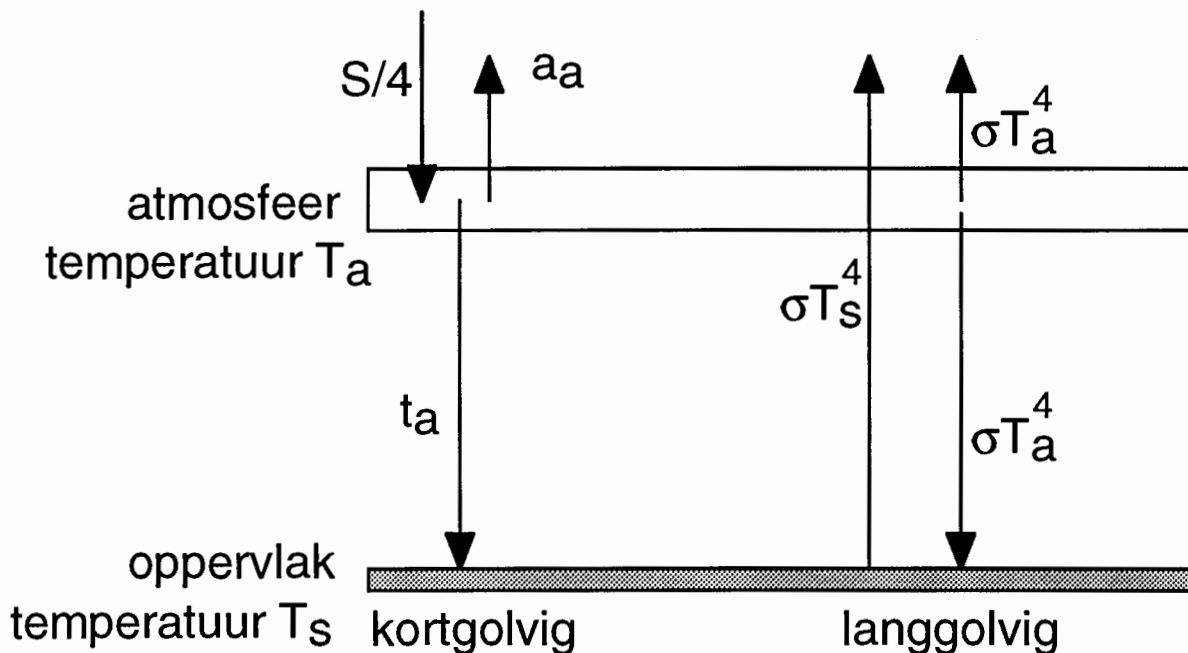 S/4
aₐ
σTₐ⁴
atmosfeer
temperatuur Tₐ
σTₛ⁴
tₐ
σTₐ⁴
oppervlak
temperatuur Tₛ
kortgolvig
langgolvig